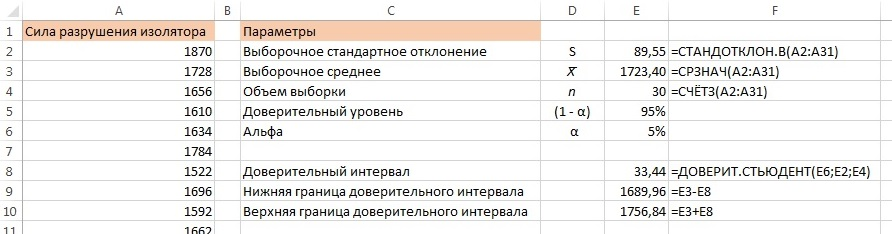 A B C D E F
1 Сила разрушения изолятора Параметры
2 1870 Выборочное стандартное отклонение S 89,55 =СТАНДОТКЛОН.В(A2:A31)
3 1728 Выборочное среднее X̅ 1723,40 =СРЗНАЧ(A2:A31)
4 1656 Объем выборки n 30 =СЧЁТЗ(A2:A31)
5 1610 Доверительный уровень (1 - α) 95%
6 1634 Альфа α 5%
7 1784
8 1522 Доверительный интервал 33,44 =ДОВЕРИТ.СТЬЮДЕНТ(E6;E2;E4)
9 1696 Нижняя граница доверительного интервала 1689,96 =E3-E8
10 1592 Верхняя граница доверительного интервала 1756,84 =E3+E8
11 1662